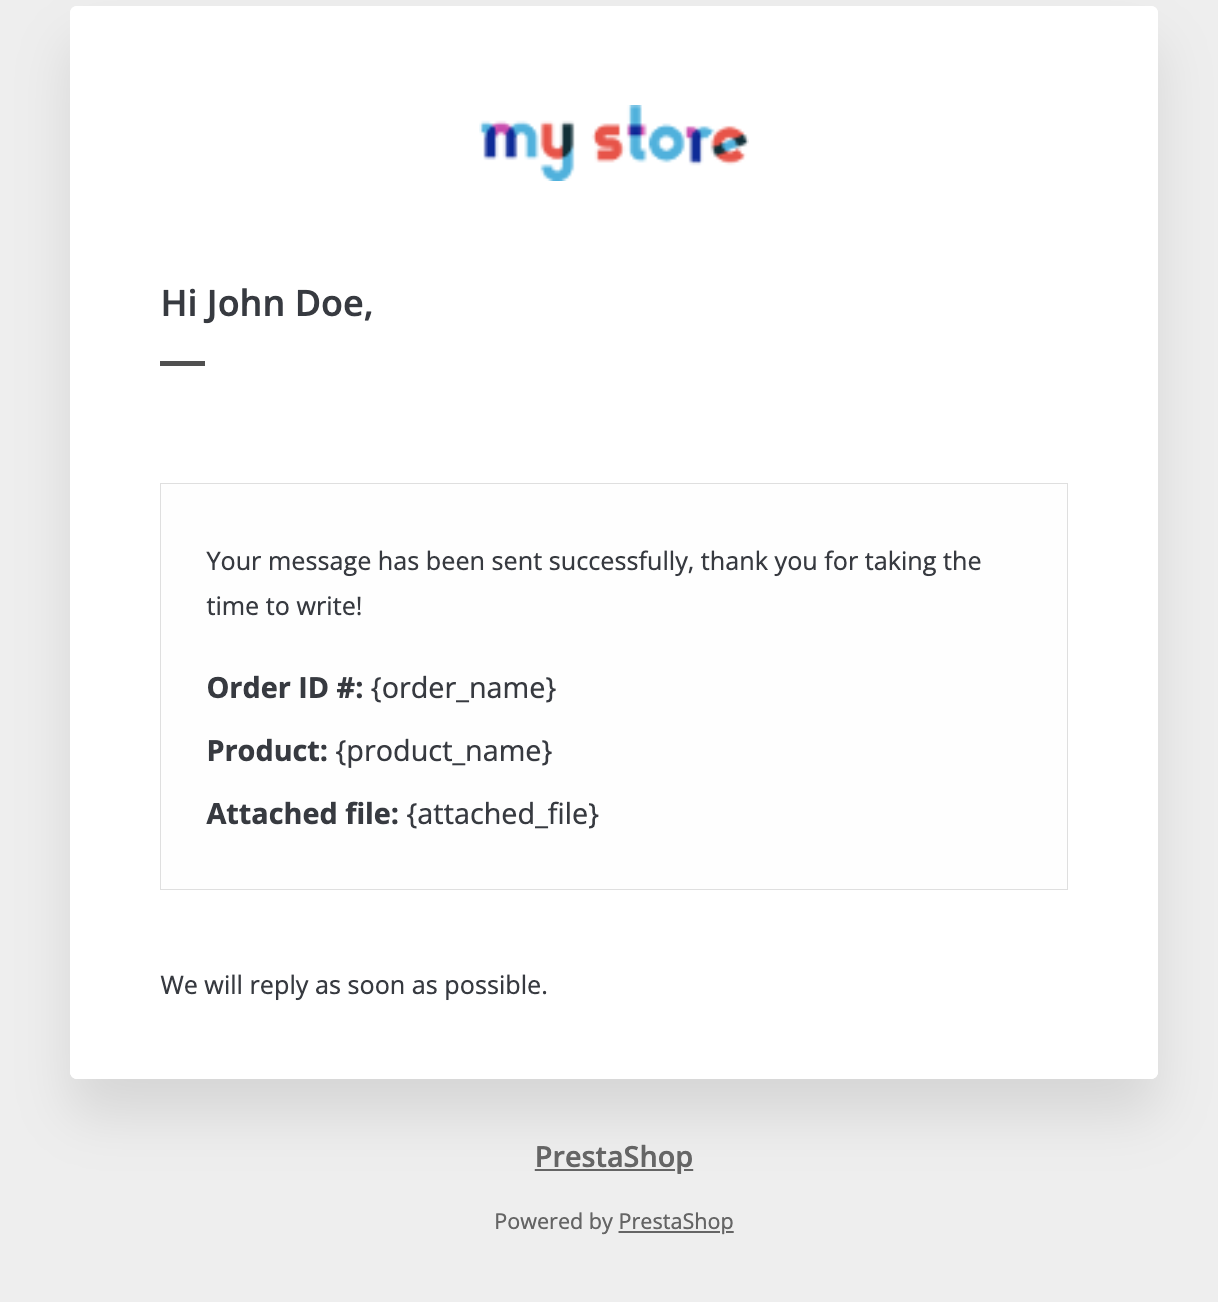 my store
Hi John Doe,
Your message has been sent successfully, thank you for taking the
time to write!
Order ID #: {order_name}
Product: {product_name}
Attached file: {attached_file}
We will reply as soon as possible.
PrestaShop
Powered by PrestaShop